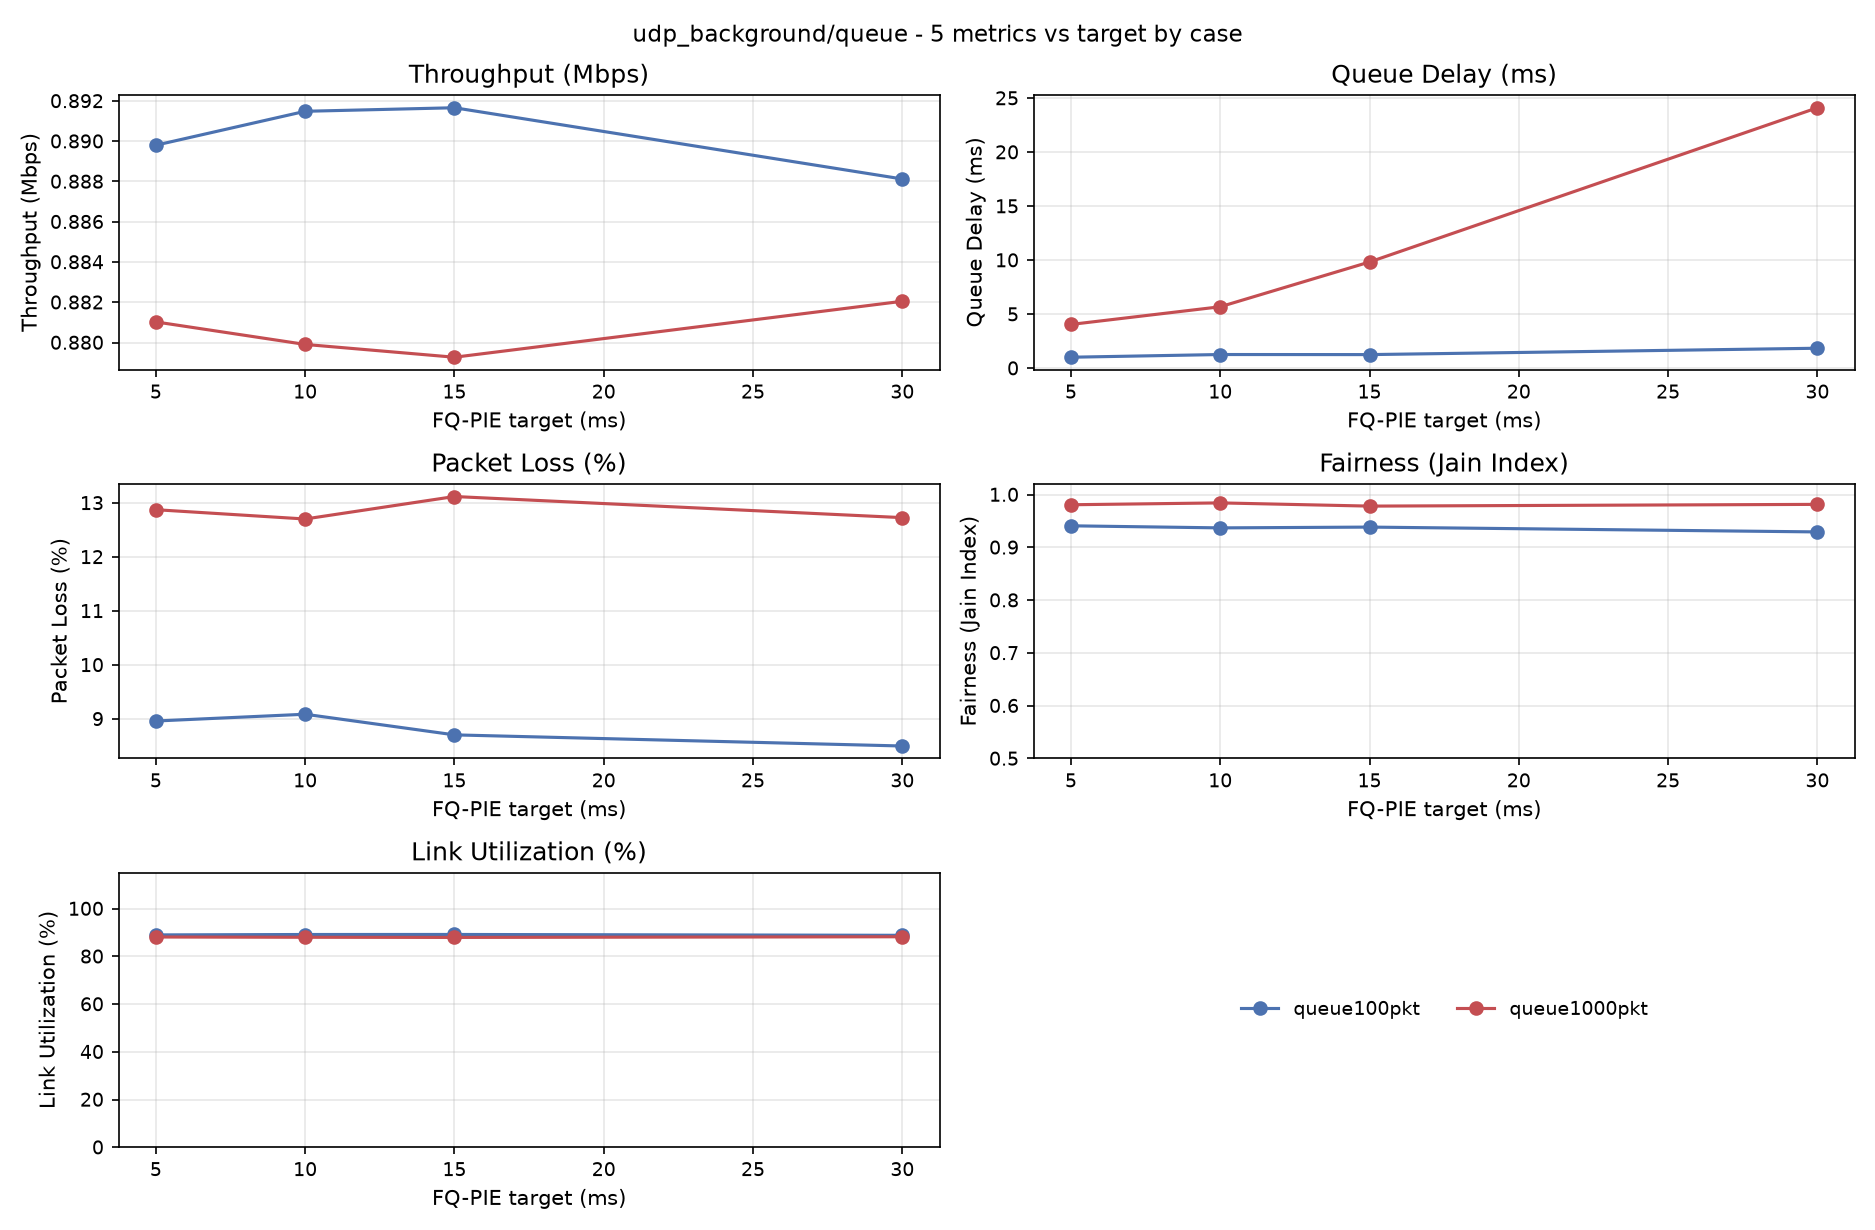 udp_background/queue - 5 metrics vs target by case
Throughput (Mbps)
Throughput (Mbps)
0.892
0.890
0.888
0.886
0.884
0.882
0.880
5 10 15 20 25 30
FQ-PIE target (ms)
Queue Delay (ms)
Queue Delay (ms)
25
20
15
10
5
0
5 10 15 20 25 30
FQ-PIE target (ms)
Packet Loss (%)
Packet Loss (%)
13
12
11
10
9
5 10 15 20 25 30
FQ-PIE target (ms)
Fairness (Jain Index)
Fairness (Jain Index)
1.0
0.9
0.8
0.7
0.6
0.5
5 10 15 20 25 30
FQ-PIE target (ms)
Link Utilization (%)
Link Utilization (%)
100
80
60
40
20
0
5 10 15 20 25 30
FQ-PIE target (ms)
queue100pkt queue1000pkt